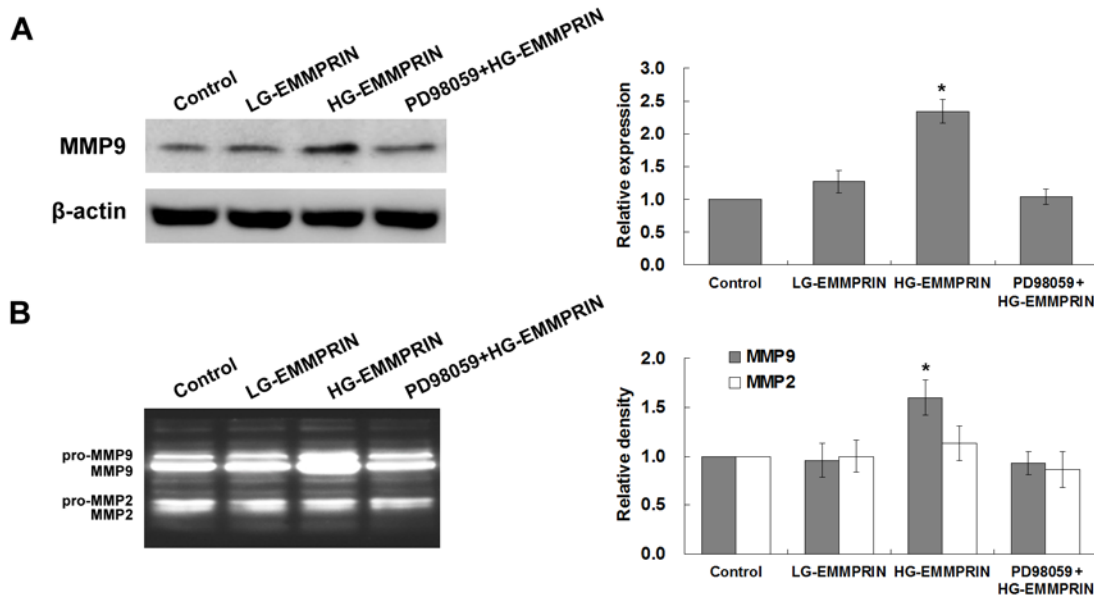 A
Control
LG-EMMPRIN
HG-EMMPRIN
PD98059+HG-EMMPRIN
MMP9
β-actin
Relative expression
3.0
2.5
2.0
1.5
1.0
0.5
0.0
*
Control
LG-EMMPRIN
HG-EMMPRIN
PD98059+
HG-EMMPRIN
B
Control
LG-EMMPRIN
HG-EMMPRIN
PD98059+HG-EMMPRIN
pro-MMP9
MMP9
pro-MMP2
MMP2
Relative density
2.0
1.5
1.0
0.5
0.0
MMP9
MMP2
*
Control
LG-EMMPRIN
HG-EMMPRIN
PD98059+
HG-EMMPRIN